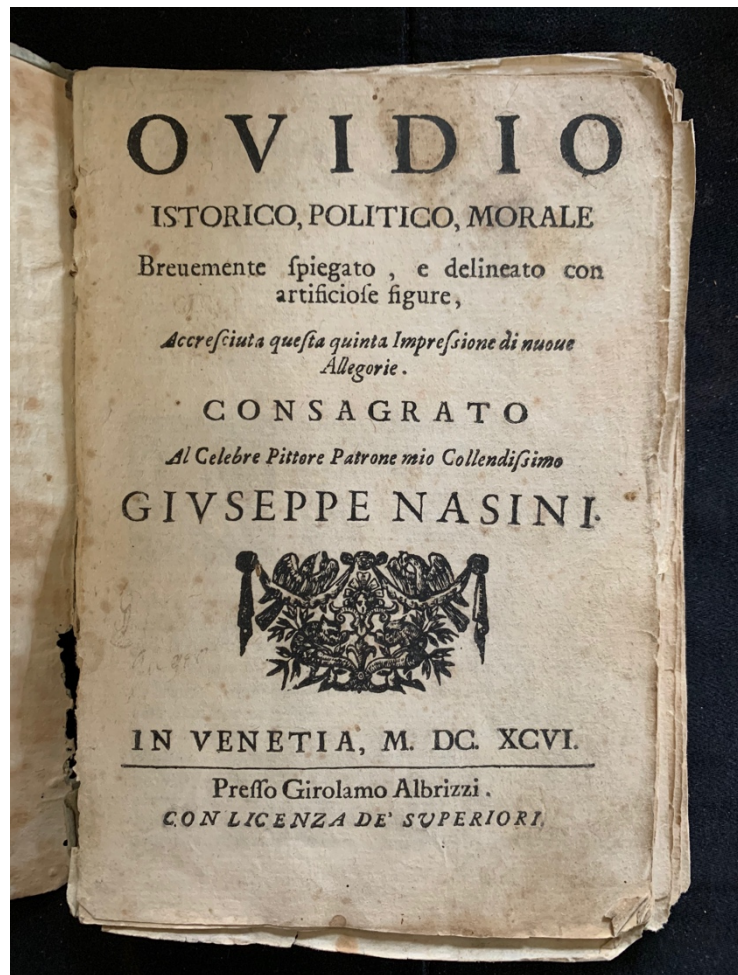 OVIDIO
ISTORICO, POLITICO, MORALE
Breuemente ſpiegato, e delineato con
artificioſe figure,
Accreſciuta queſta quinta Impreſsione di nuoue
Allegorie.
CONSAGRATO
Al Celebre Pittore Patrone mio Collendiſsimo
GIVSEPPE NASINI.
IN VENETIA, M. DC. XCVI.
Preſſo Girolamo Albrizzi.
CON LICENZA DE' SVPERIORI.